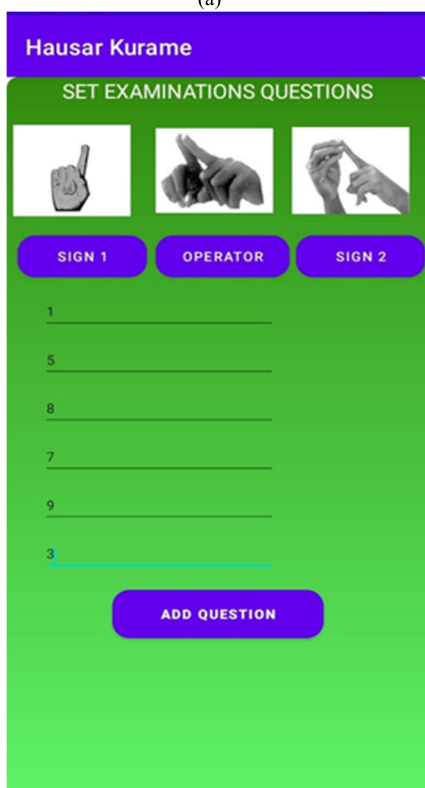 (a)
Hausar Kurame
SET EXAMINATIONS QUESTIONS
SIGN 1 OPERATOR SIGN 2
1
5
8
7
9
3
ADD QUESTION